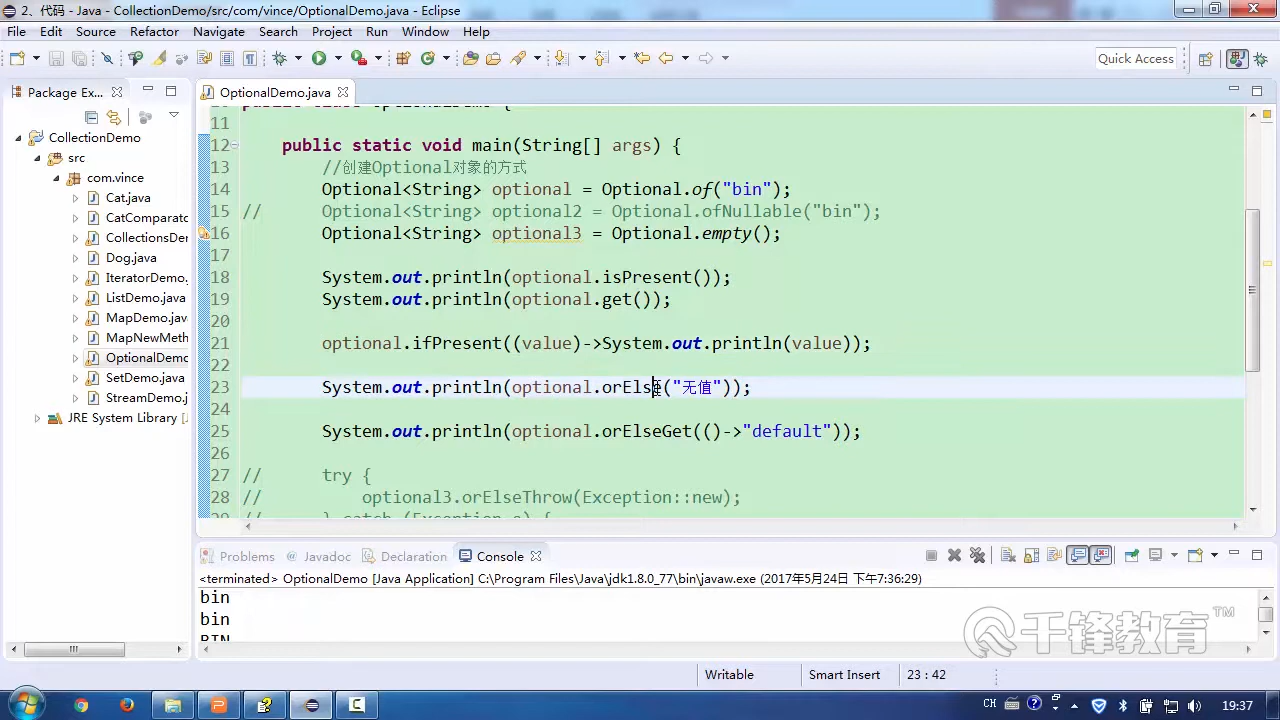 2、代码 - Java - CollectionDemo/src/com/vince/OptionalDemo.java - Eclipse
File Edit Source Refactor Navigate Search Project Run Window Help
Quick Access
Package Ex...
OptionalDemo.java
CollectionDemo
src
com.vince
Cat.java
CatComparato
CollectionsDer
Dog.java
IteratorDemo.
ListDemo.java
MapDemo.java
MapNewMeth
OptionalDemo
SetDemo.java
StreamDemo.j
JRE System Library
11
12 public static void main(String[] args) {
13 //创建Optional对象的方式
14 Optional<String> optional = Optional.of("bin");
15 // Optional<String> optional2 = Optional.ofNullable("bin");
16 Optional<String> optional3 = Optional.empty();
17
18 System.out.println(optional.isPresent());
19 System.out.println(optional.get());
20
21 optional.ifPresent((value)->System.out.println(value));
22
23 System.out.println(optional.orElse("无值"));
24
25 System.out.println(optional.orElseGet(()->"default"));
26
27 // try {
28 // optional3.orElseThrow(Exception::new);
29 // } catch (Exception e) {
Problems @ Javadoc Declaration Console
<terminated> OptionalDemo [Java Application] C:\Program Files\Java\jdk1.8.0_77\bin\javaw.exe (2017年5月24日 下午7:36:29)
bin
bin
BIN
千锋教育™
Writable Smart Insert 23 : 42
CH 19:37